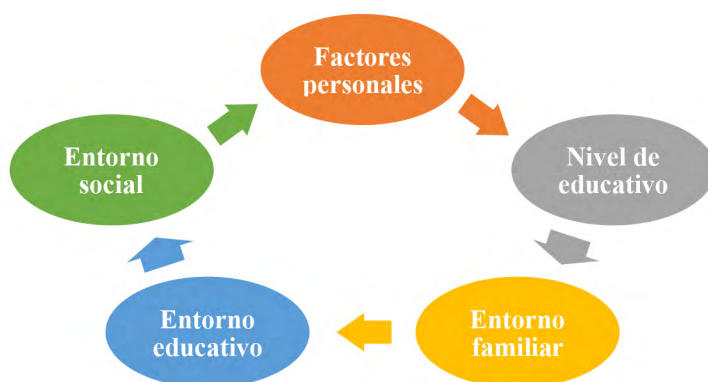 Factores
personales
Nivel de
educativo
Entorno
familiar
Entorno
educativo
Entorno
social